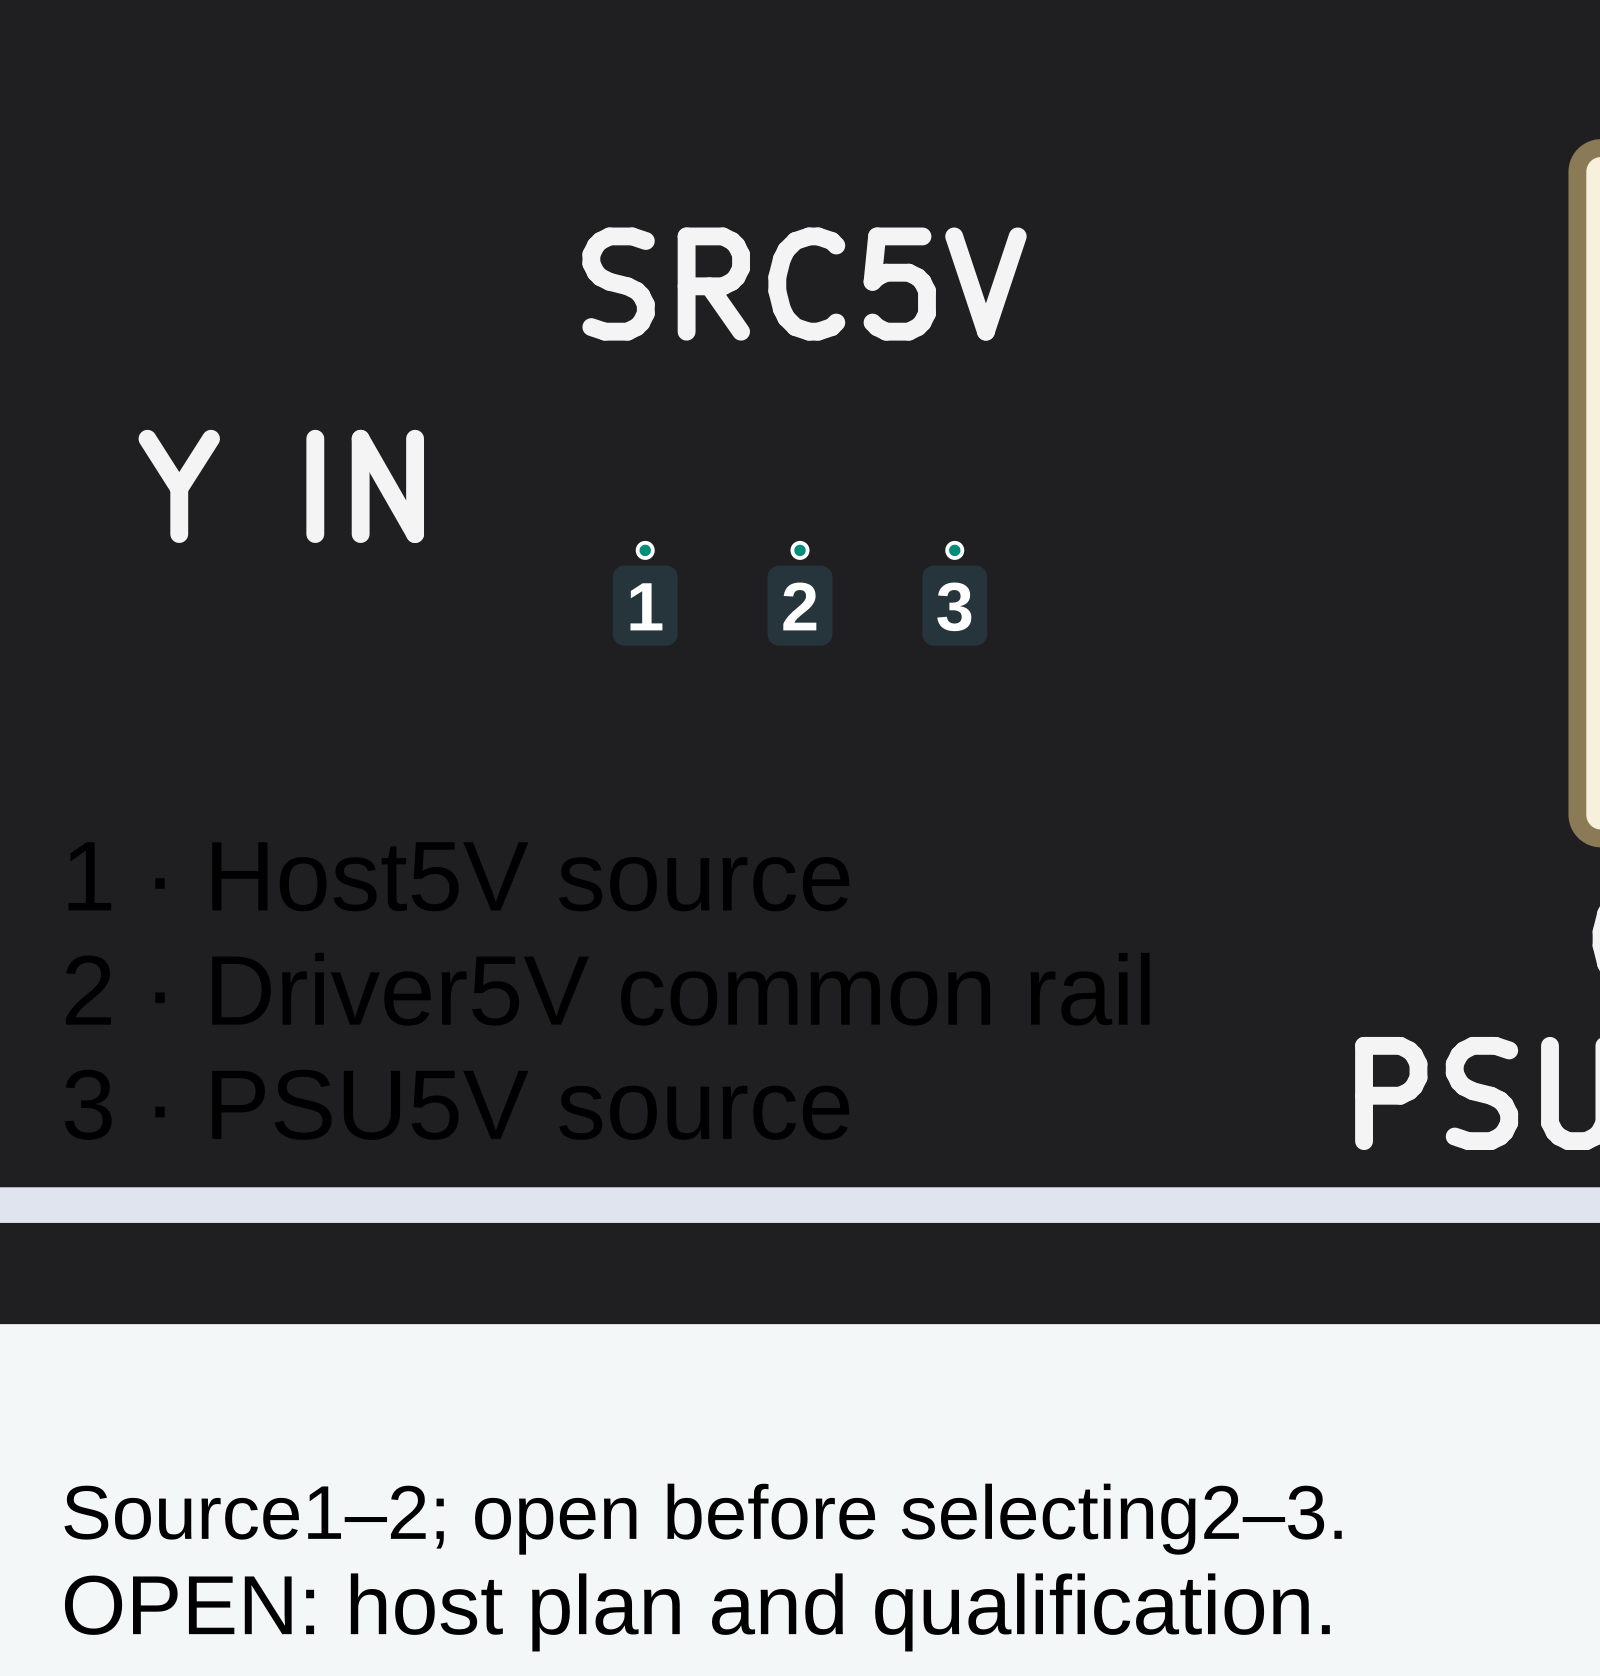 SRC5V
Y IN
1 2 3
1 · Host5V source
2 · Driver5V common rail
3 · PSU5V source
PSU
Source1–2; open before selecting2–3.
OPEN: host plan and qualification.